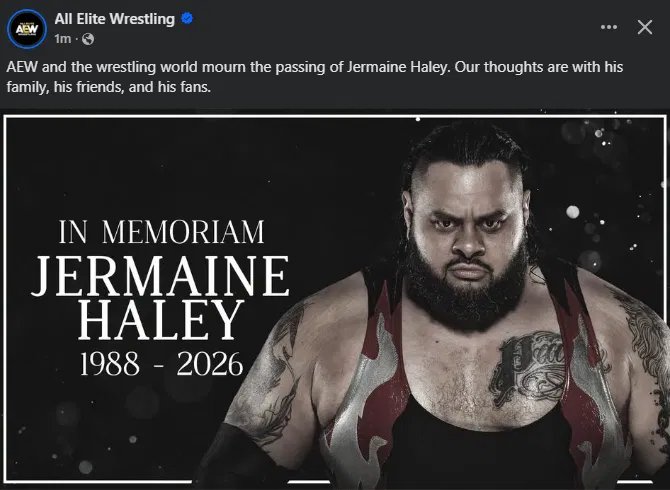 All Elite Wrestling
1m ·
AEW and the wrestling world mourn the passing of Jermaine Haley. Our thoughts are with his
family, his friends, and his fans.
AEW
IN MEMORIAM
JERMAINE
HALEY
1988 - 2026